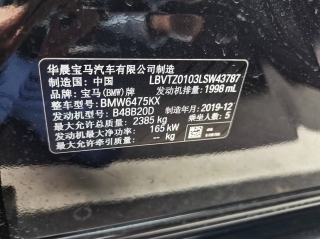 华晨宝马汽车有限公司制造
制造国：中国 LBVTZ0103LSW43787
品牌：宝马(BMW)牌 发动机排量：1998 mL
整车型号：BMW6475KX
发动机型号：B48B20D 制造年月：2019-12
最大允许总质量：2385 kg 乘坐人数：5
发动机最大净功率： 165 kW
最大允许牵引质量： - kg